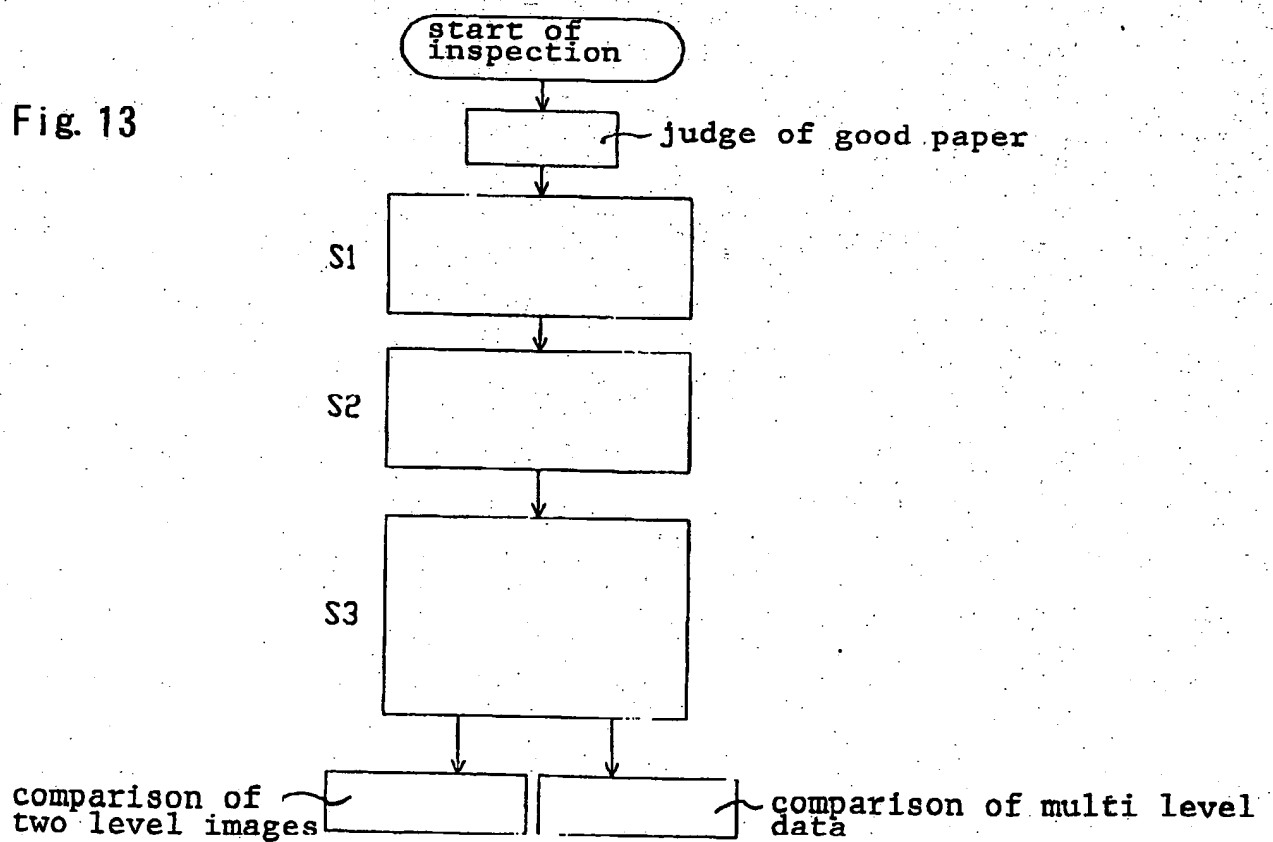 start of
inspection
Fig. 13
judge of good paper
S1
S2
S3
comparison of
two level images
comparison of multi level
data